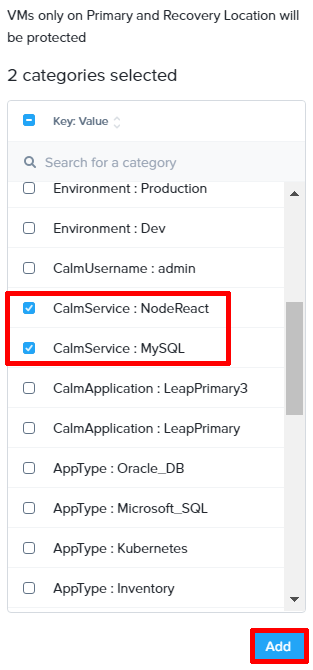 VMs only on Primary and Recovery Location will
be protected
2 categories selected
Key: Value
Search for a category
Environment : Production
Environment : Dev
CalmUsername : admin
CalmService : NodeReact
CalmService : MySQL
CalmApplication : LeapPrimary3
CalmApplication : LeapPrimary
AppType : Oracle_DB
AppType : Microsoft_SQL
AppType : Kubernetes
AppType : Inventory
Add